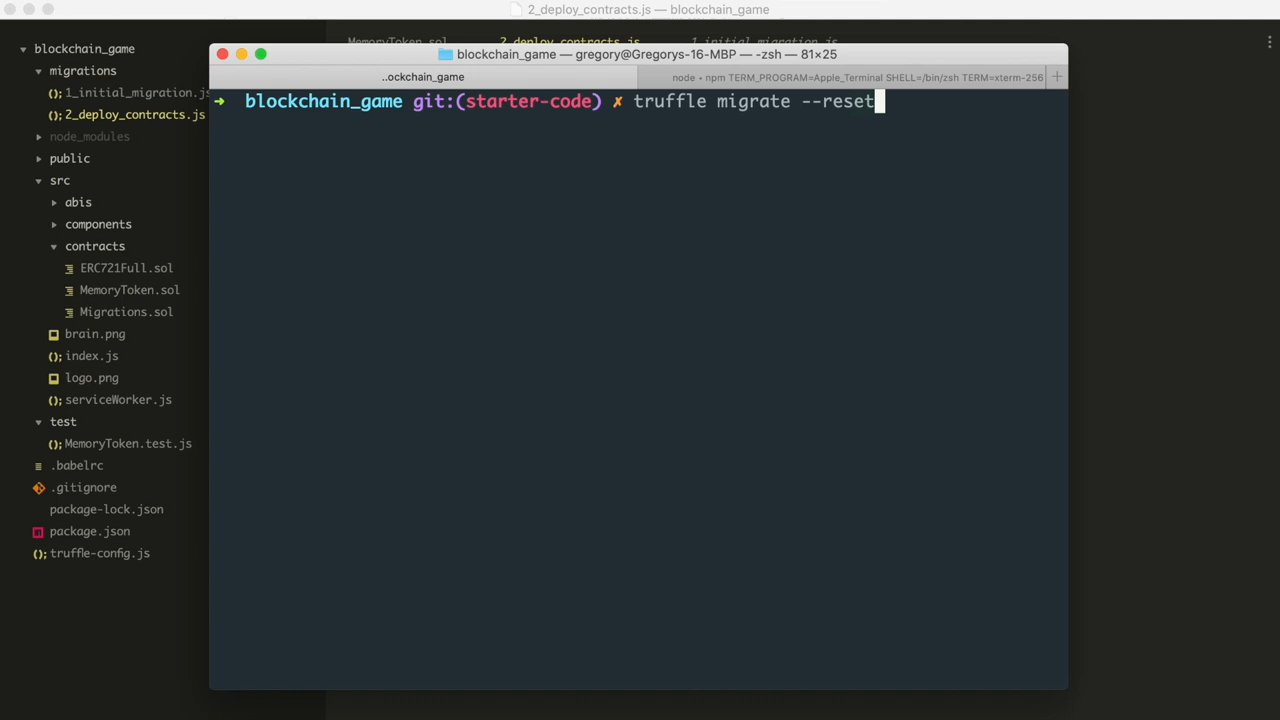 2_deploy_contracts.js — blockchain_game
blockchain_game
migrations
1_initial_migration.js
2_deploy_contracts.js
node_modules
public
src
abis
components
contracts
ERC721Full.sol
MemoryToken.sol
Migrations.sol
brain.png
index.js
logo.png
serviceWorker.js
test
MemoryToken.test.js
.babelrc
.gitignore
package-lock.json
package.json
truffle-config.js
MemoryToken.sol 2_deploy_contracts.js 1_initial_migration.js
blockchain_game — gregory@Gregorys-16-MBP — -zsh — 81×25
..ockchain_game
node • npm TERM_PROGRAM=Apple_Terminal SHELL=/bin/zsh TERM=xterm-256
➜ blockchain_game git:(starter-code) ✗ truffle migrate --reset